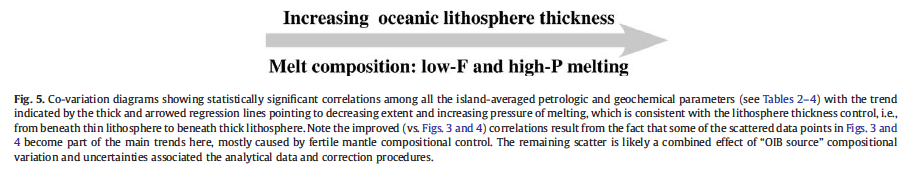 Increasing oceanic lithosphere thickness
Melt composition: low-F and high-P melting
Fig. 5. Co-variation diagrams showing statistically significant correlations among all the island-averaged petrologic and geochemical parameters (see Tables 2–4) with the trend
indicated by the thick and arrowed regression lines pointing to decreasing extent and increasing pressure of melting, which is consistent with the lithosphere thickness control, i.e.,
from beneath thin lithosphere to beneath thick lithosphere. Note the improved (vs. Figs. 3 and 4) correlations result from the fact that some of the scattered data points in Figs. 3 and
4 become part of the main trends here, mostly caused by fertile mantle compositional control. The remaining scatter is likely a combined effect of “OIB source” compositional
variation and uncertainties associated the analytical data and correction procedures.